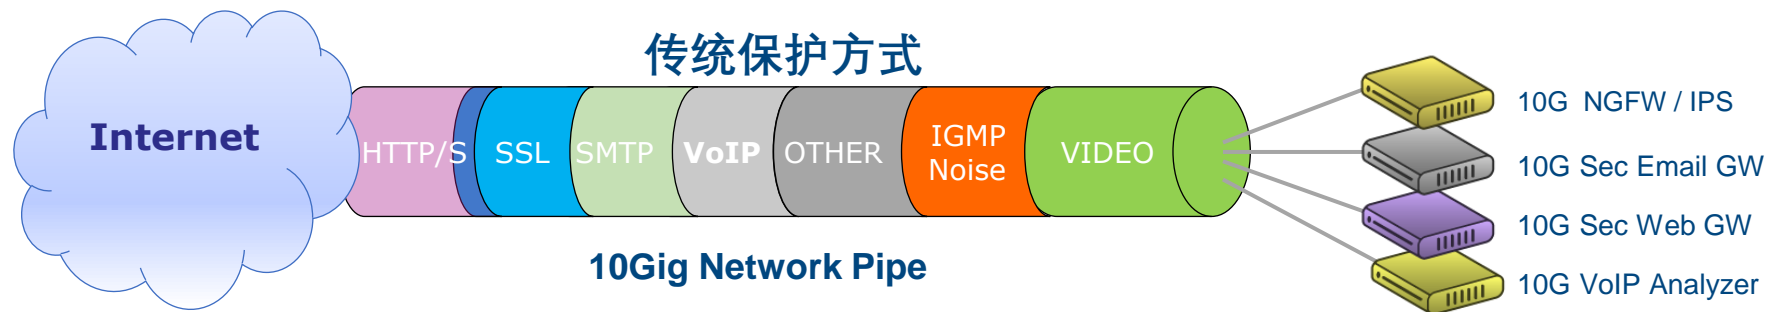 传统保护方式
Internet
HTTP/S
SSL
SMTP
VoIP
OTHER
IGMP
Noise
VIDEO
10Gig Network Pipe
10G NGFW / IPS
10G Sec Email GW
10G Sec Web GW
10G VoIP Analyzer